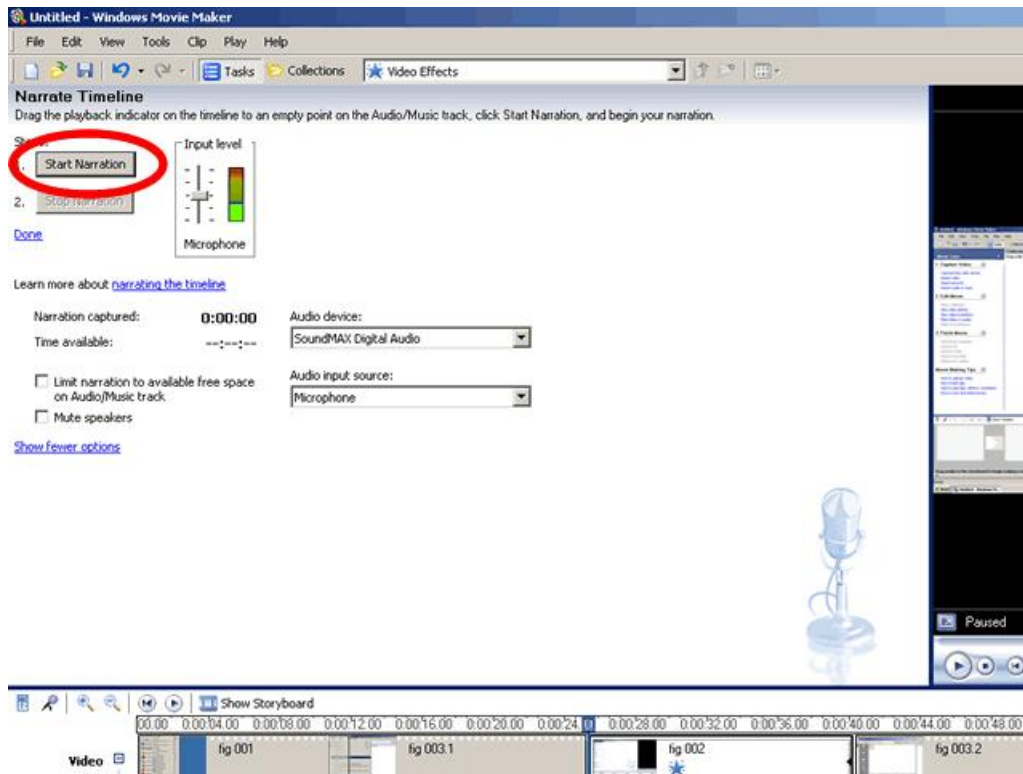 Untitled - Windows Movie Maker
File Edit View Tools Clip Play Help
Tasks Collections Video Effects
Narrate Timeline
Drag the playback indicator on the timeline to an empty point on the Audio/Music track, click Start Narration, and begin your narration.
Input level
1. Start Narration
2. Stop Narration
Done
Microphone
Learn more about narrating the timeline
Narration captured: 0:00:00 Audio device:
Time available: --:--:-- SoundMAX Digital Audio
Limit narration to available free space Audio input source:
on Audio/Music track Microphone
Mute speakers
Show fewer options
Paused
Show Storyboard
00.00 0:00:04.00 0:00:08.00 0:00:12.00 0:00:16.00 0:00:20.00 0:00:24. 0:00:28.00 0:00:32.00 0:00:36.00 0:00:40.00 0:00:44.00 0:00:48.00
Video fig 001 fig 003.1 fig 002 fig 003.2